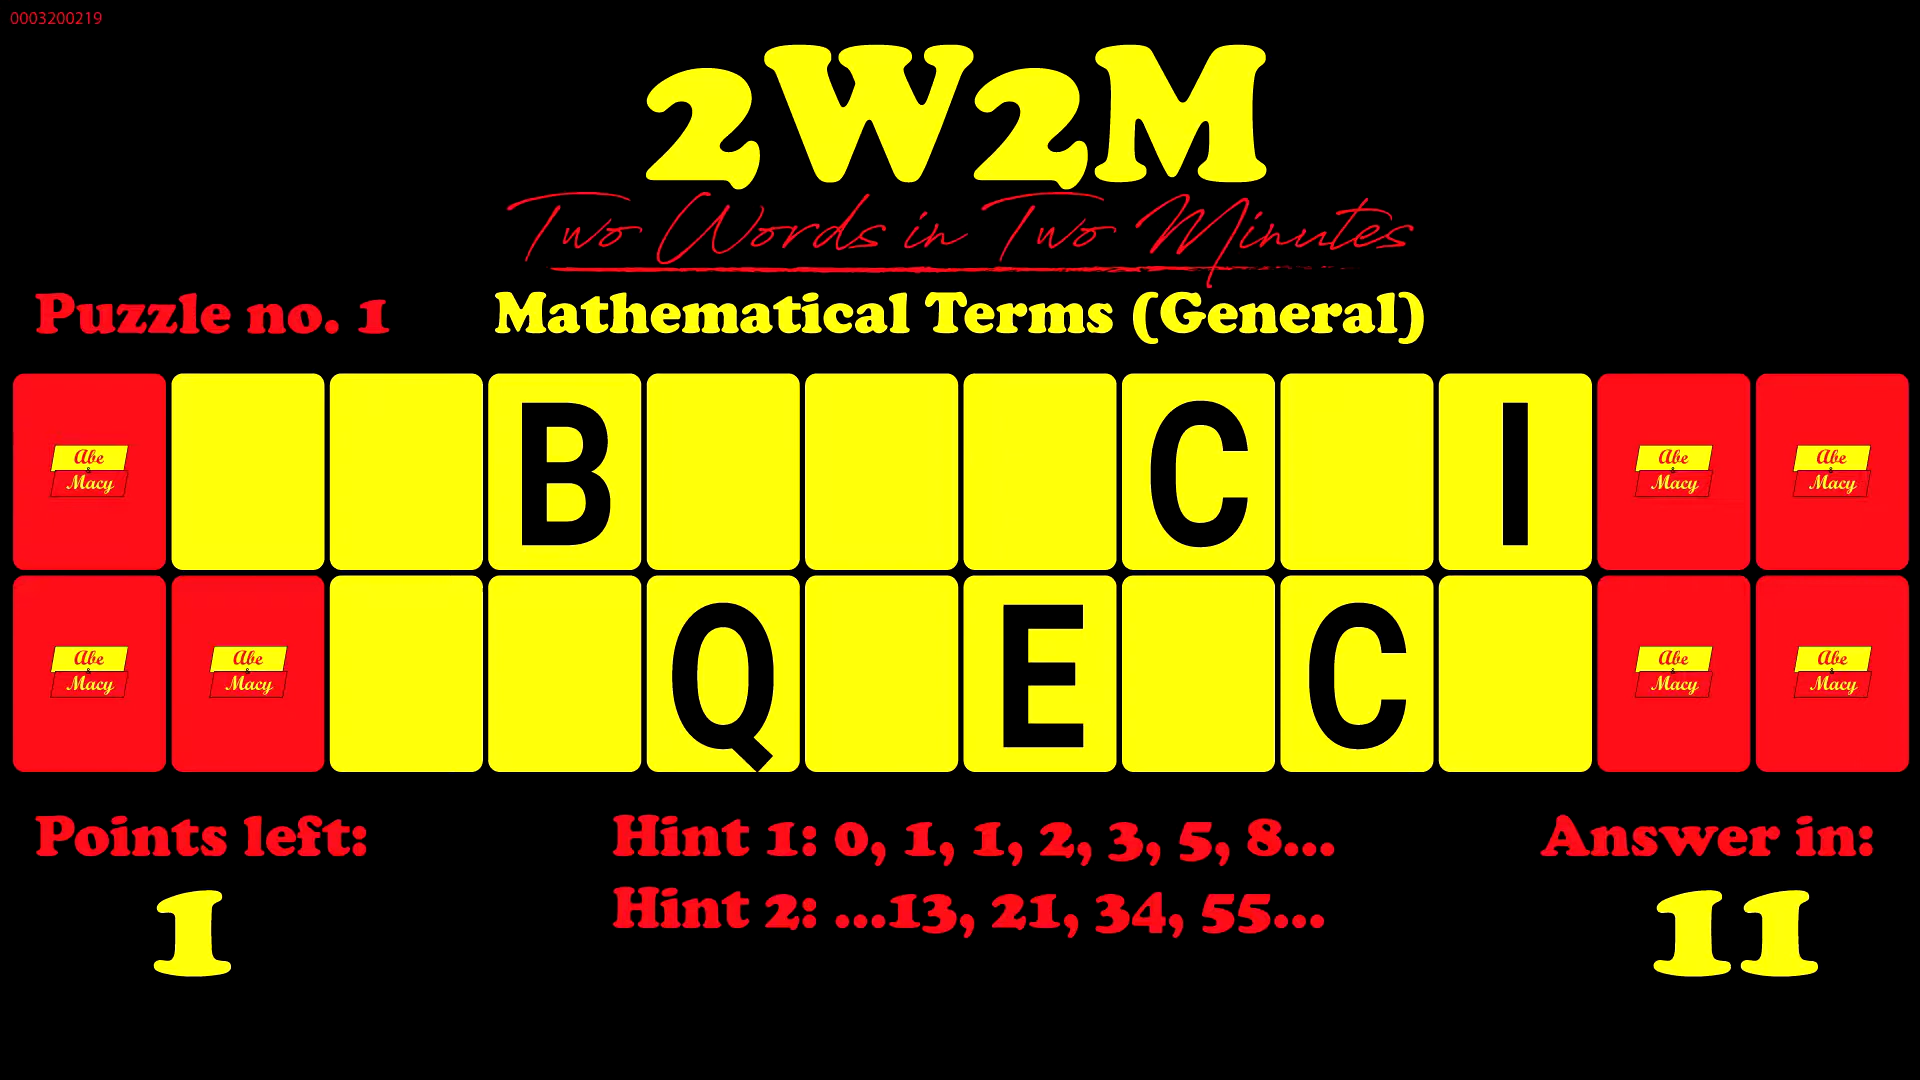 0003200219
2W2M
Two Words in Two Minutes
Puzzle no. 1 Mathematical Terms (General)
Abe & Macy B C I Abe & Macy Abe & Macy
Abe & Macy Abe & Macy Q E C Abe & Macy Abe & Macy
Points left: Hint 1: 0, 1, 1, 2, 3, 5, 8... Answer in:
1 Hint 2: ...13, 21, 34, 55... 11